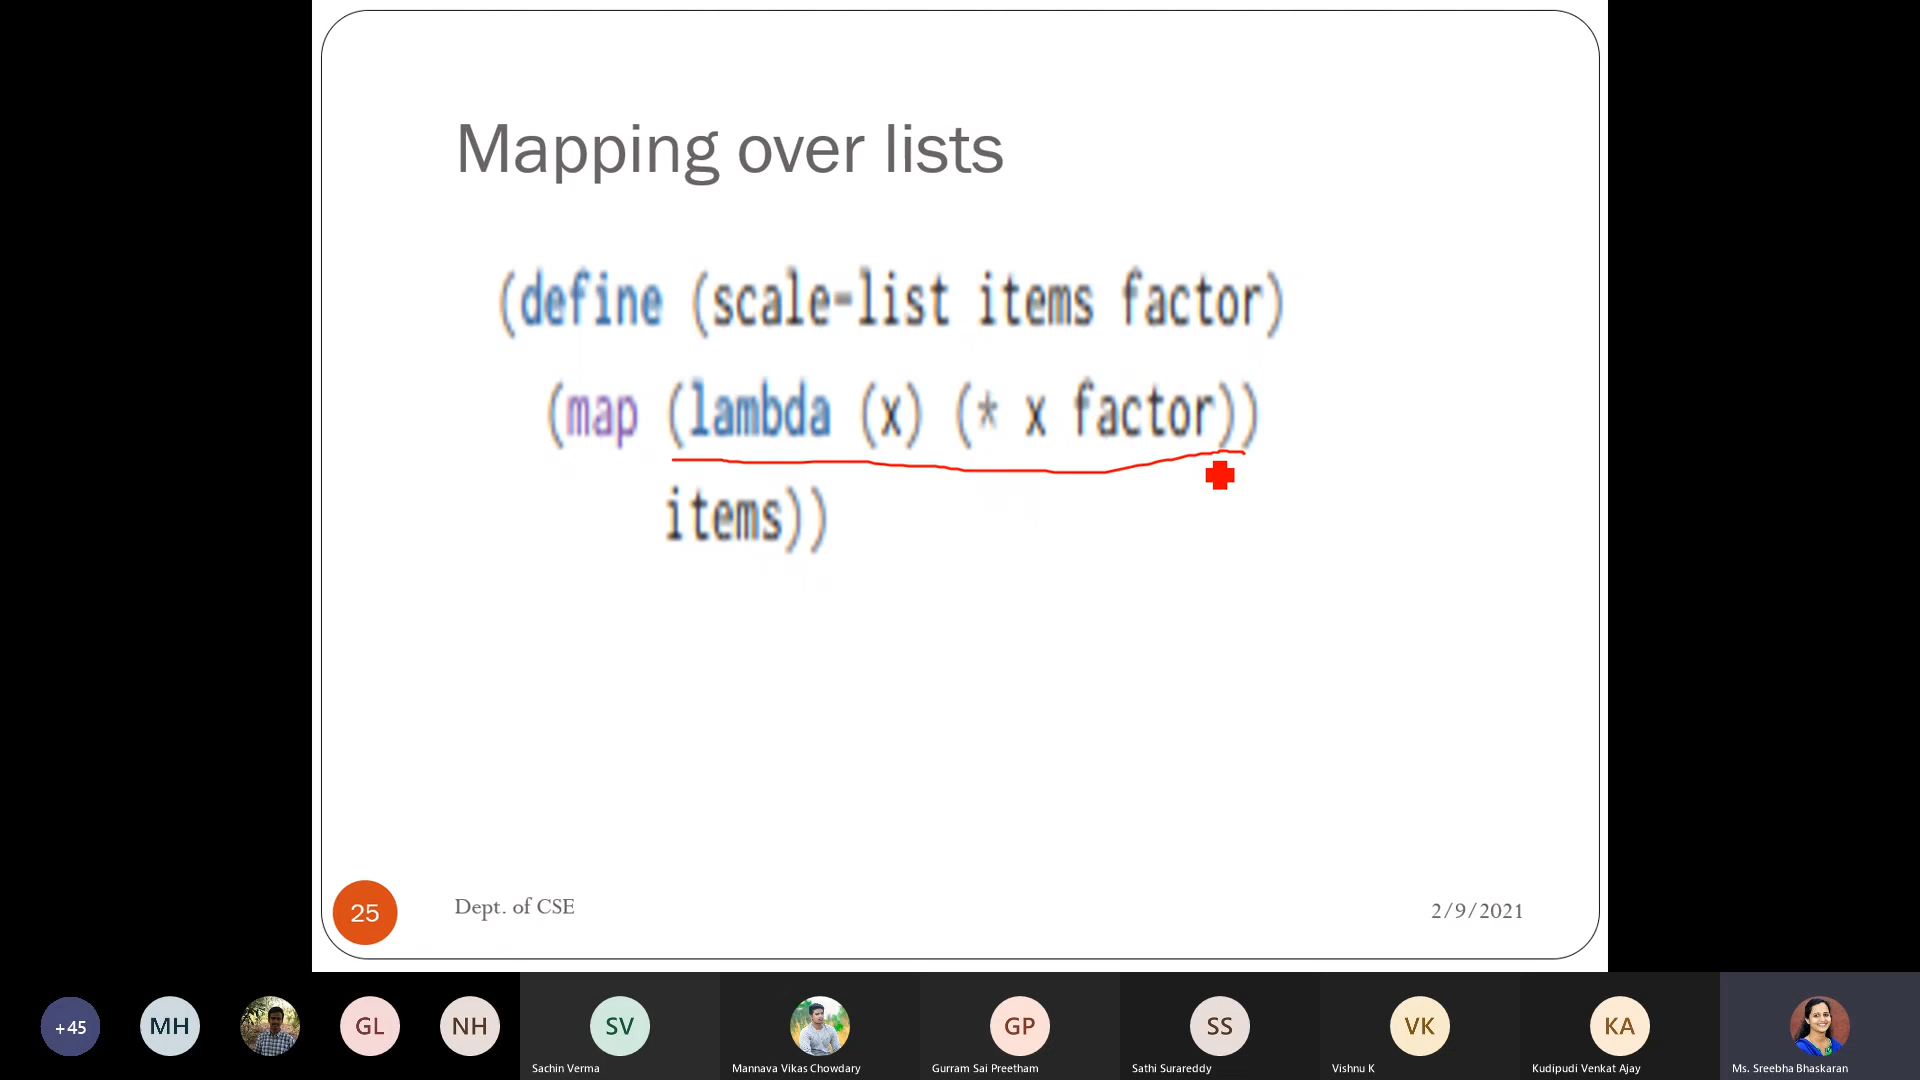 Mapping over lists
(define (scale-list items factor)
(map (lambda (x) (* x factor))
items))
25
Dept. of CSE
2/9/2021
+45
MH
GL
NH
SV
GP
SS
VK
KA
Sachin Verma
Mannava Vikas Chowdary
Gurram Sai Preetham
Sathi Surareddy
Vishnu K
Kudipudi Venkat Ajay
Ms. Sreebha Bhaskaran